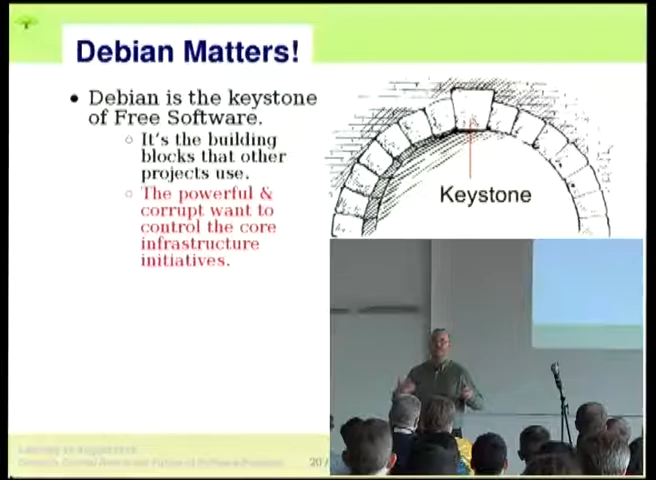 Debian Matters!
• Debian is the keystone
of Free Software.
◦ It's the building
blocks that other
projects use.
◦ The powerful &
corrupt want to
control the core
infrastructure
initiatives.
Keystone
20/